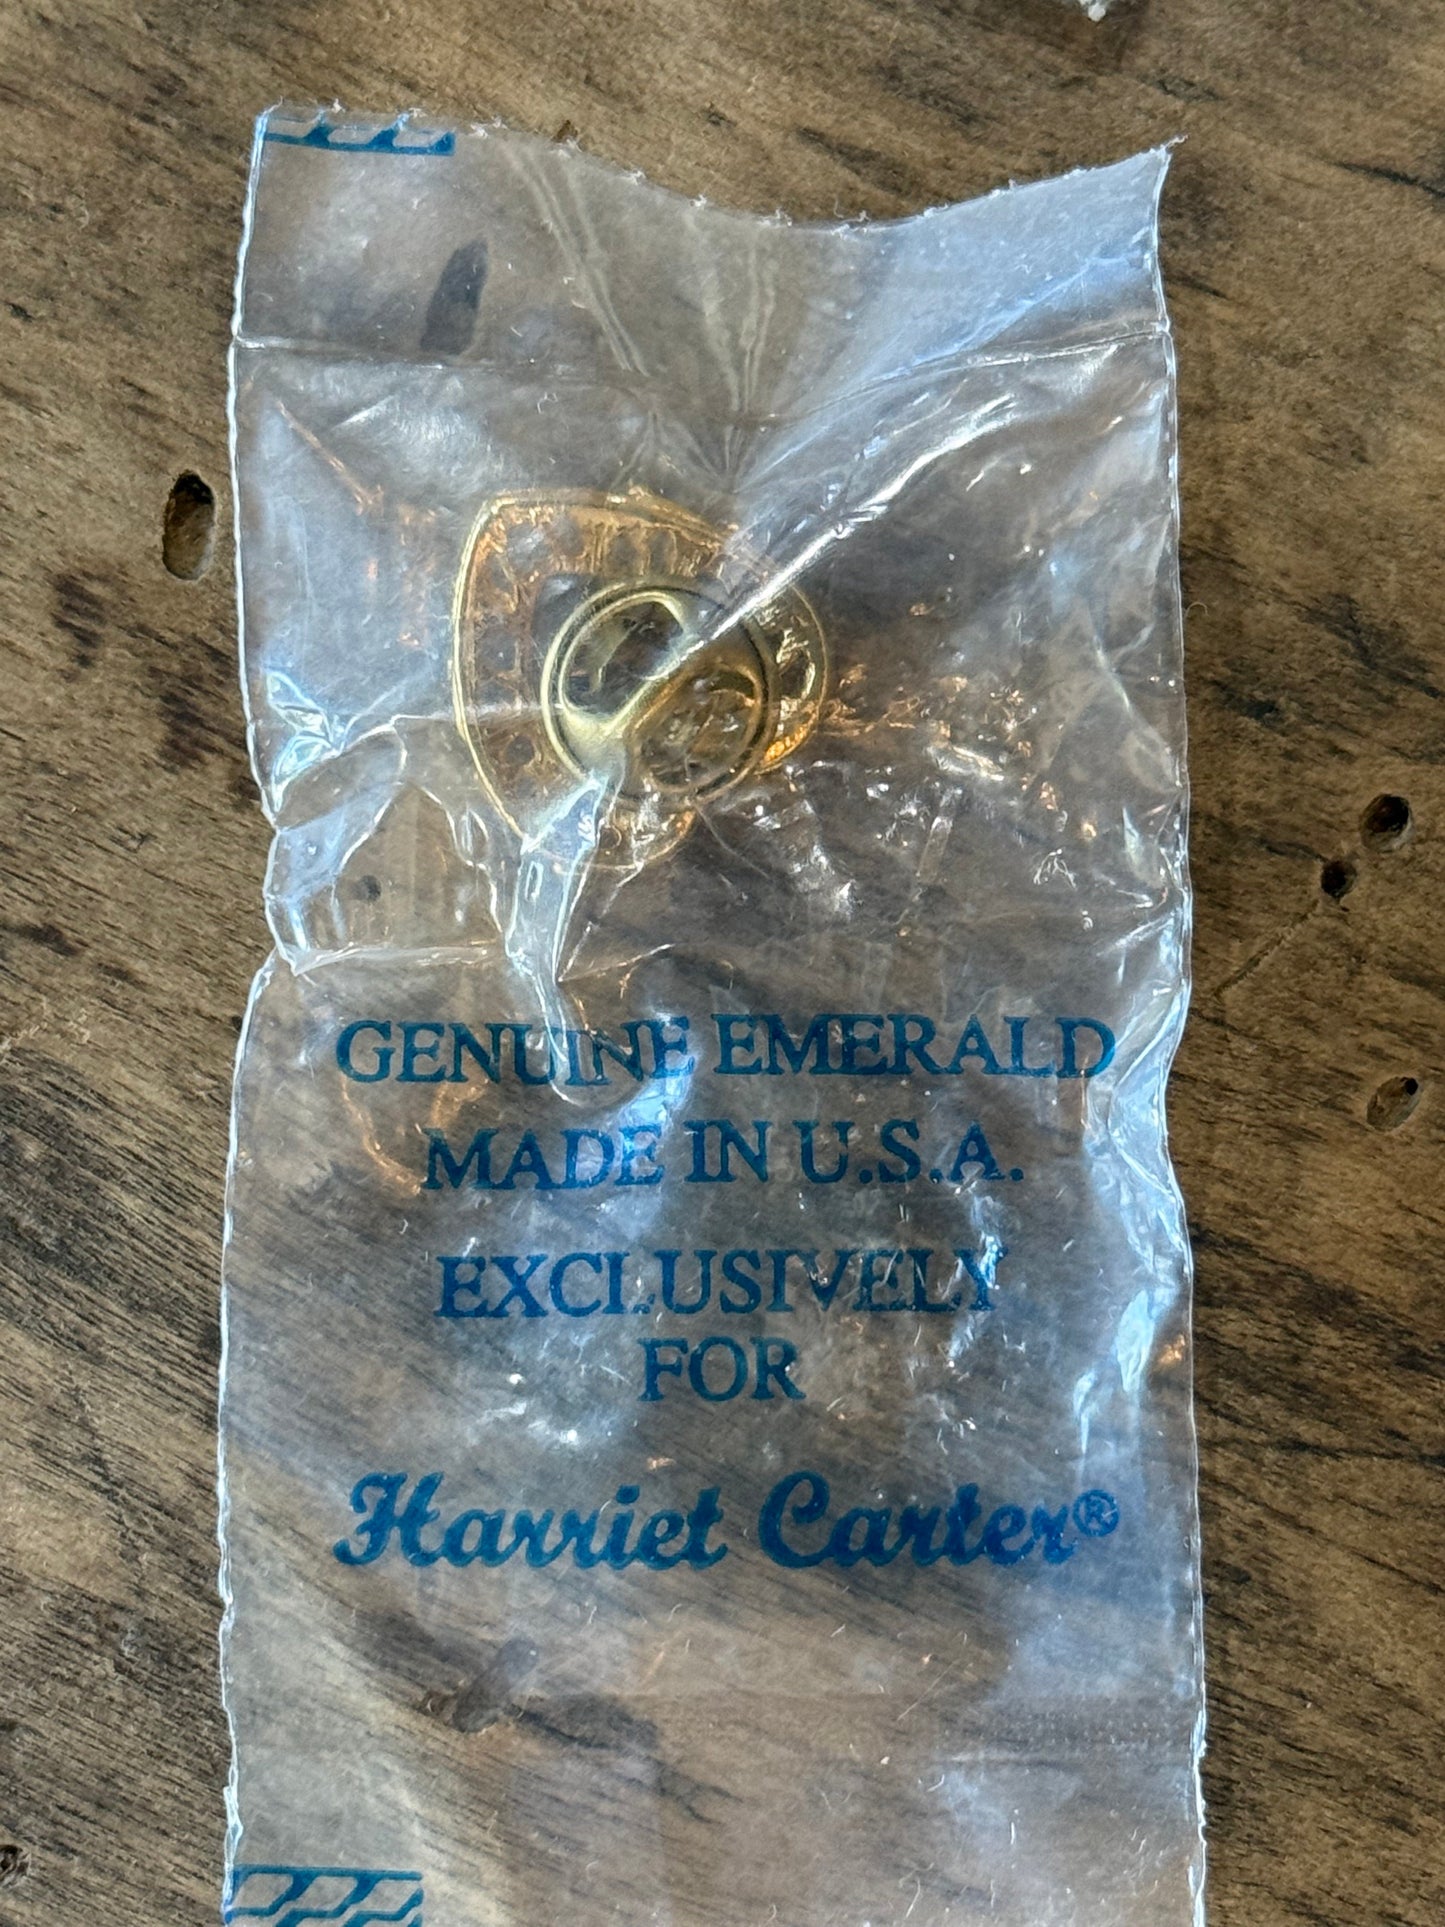 GENUINE EMERALD
MADE IN U.S.A.
EXCLUSIVELY
FOR
Harriet Carter®